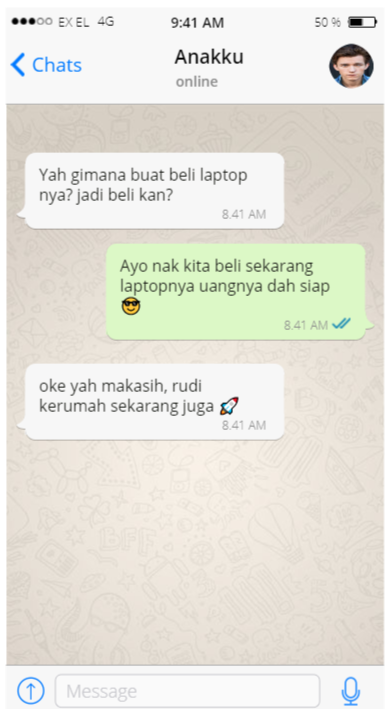 EX EL 4G 9:41 AM 50 %
Chats
Anakku
online
Yah gimana buat beli laptop
nya? jadi beli kan?
8.41 AM
Ayo nak kita beli sekarang
laptopnya uangnya dah siap
😎
8.41 AM
oke yah makasih, rudi
kerumah sekarang juga 🚀
8.41 AM
BFF
Message